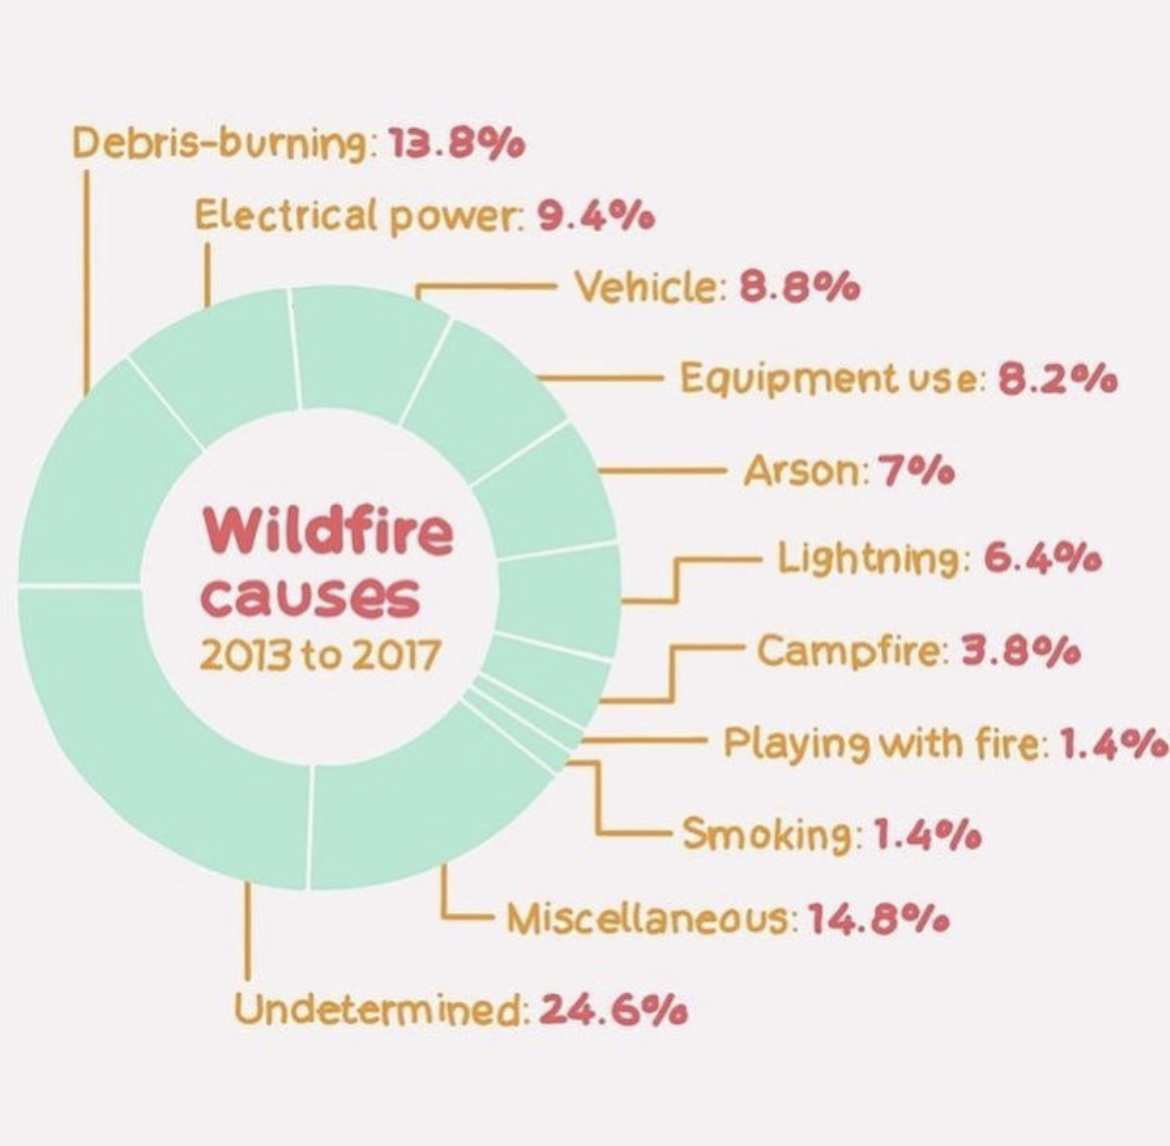 Debris-burning: 13.8%
Electrical power: 9.4%
Vehicle: 8.8%
Equipment use: 8.2%
Arson: 7%
Wildfire
causes
2013 to 2017
Lightning: 6.4%
Campfire: 3.8%
Playing with fire: 1.4%
Smoking: 1.4%
Miscellaneous: 14.8%
Undetermined: 24.6%